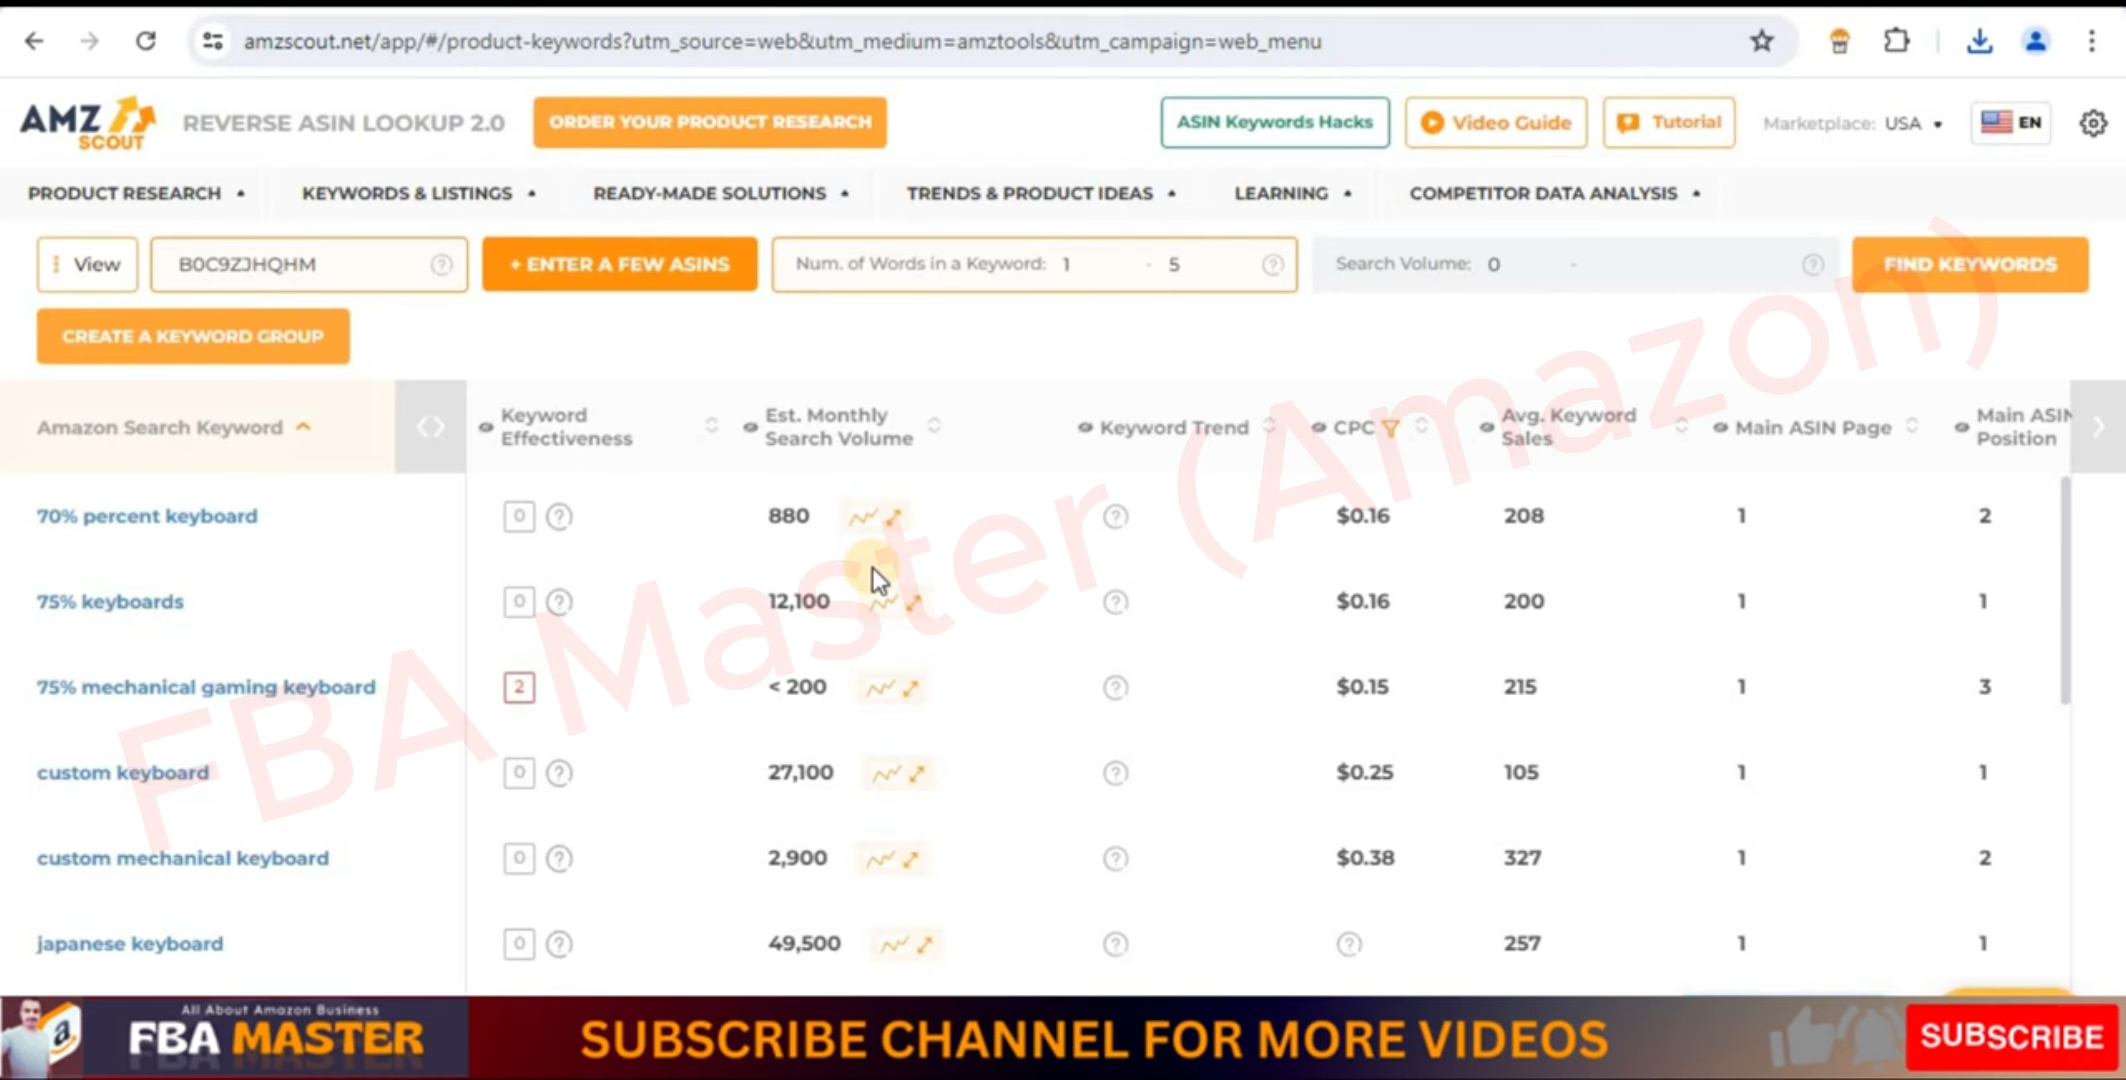 amzscout.net/app/#/product-keywords?utm_source=web&utm_medium=amztools&utm_campaign=web_menu
AMZ SCOUT
REVERSE ASIN LOOKUP 2.0
ORDER YOUR PRODUCT RESEARCH
ASIN Keywords Hacks
Video Guide
Tutorial
Marketplace: USA
EN
PRODUCT RESEARCH
KEYWORDS & LISTINGS
READY-MADE SOLUTIONS
TRENDS & PRODUCT IDEAS
LEARNING
COMPETITOR DATA ANALYSIS
View
B0C9ZJHQHM
+ ENTER A FEW ASINS
Num. of Words in a Keyword: 1 - 5
Search Volume: 0 -
FIND KEYWORDS
CREATE A KEYWORD GROUP
Amazon Search Keyword
Keyword Effectiveness
Est. Monthly Search Volume
Keyword Trend
CPC
Avg. Keyword Sales
Main ASIN Page
Main ASIN Position
70% percent keyboard 0 880 $0.16 208 1 2
75% keyboards 0 12,100 $0.16 200 1 1
75% mechanical gaming keyboard 2 < 200 $0.15 215 1 3
custom keyboard 0 27,100 $0.25 105 1 1
custom mechanical keyboard 0 2,900 $0.38 327 1 2
japanese keyboard 0 49,500 257 1 1
FBA Master (Amazon)
All About Amazon Business
FBA MASTER
SUBSCRIBE CHANNEL FOR MORE VIDEOS
SUBSCRIBE